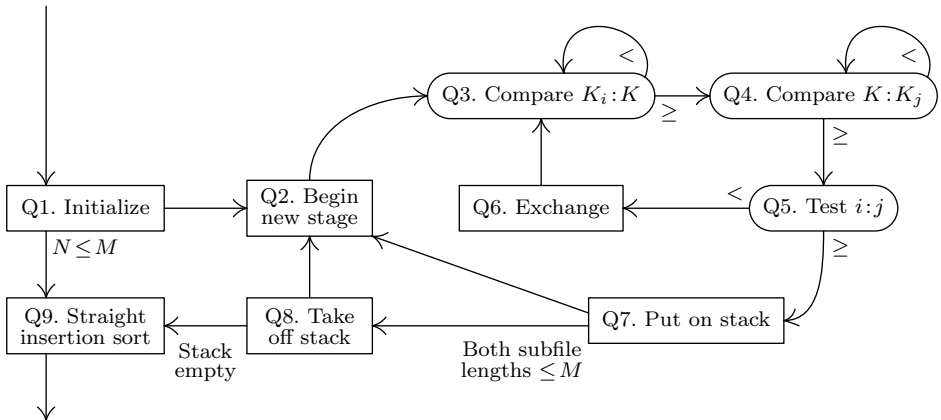 <
<
Q3. Compare K_i : K
Q4. Compare K : K_j
≥
≥
Q1. Initialize
Q2. Begin
new stage
Q6. Exchange
<
Q5. Test i : j
N ≤ M
≥
Q9. Straight
insertion sort
Q8. Take
off stack
Q7. Put on stack
Stack
empty
Both subfile
lengths ≤ M